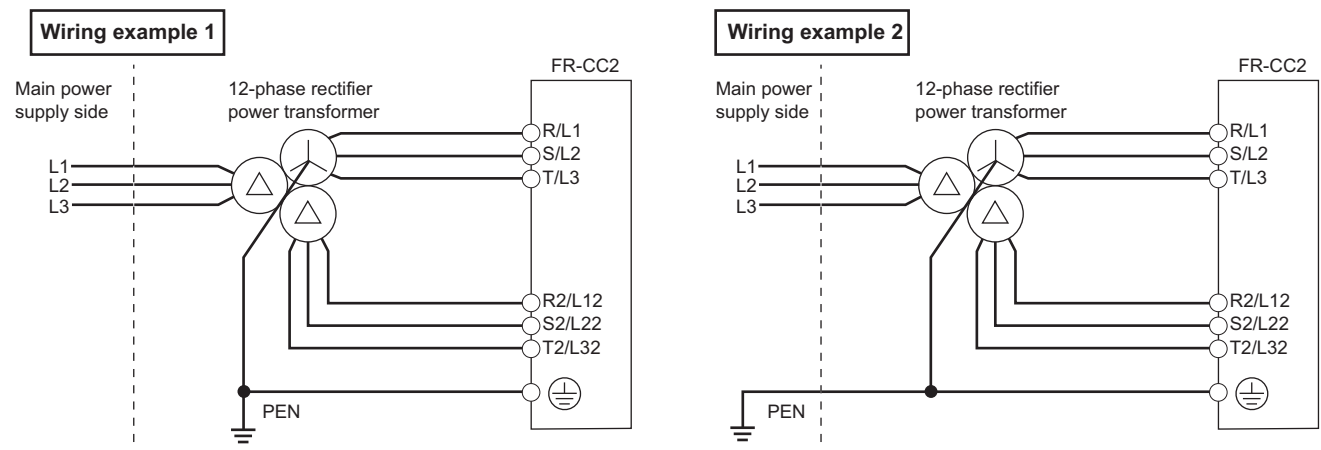 Wiring example 1
FR-CC2
Main power
supply side
12-phase rectifier
power transformer
R/L1
S/L2
T/L3
L1
L2
L3
R2/L12
S2/L22
T2/L32
PEN
Wiring example 2
FR-CC2
Main power
supply side
12-phase rectifier
power transformer
R/L1
S/L2
T/L3
L1
L2
L3
R2/L12
S2/L22
T2/L32
PEN